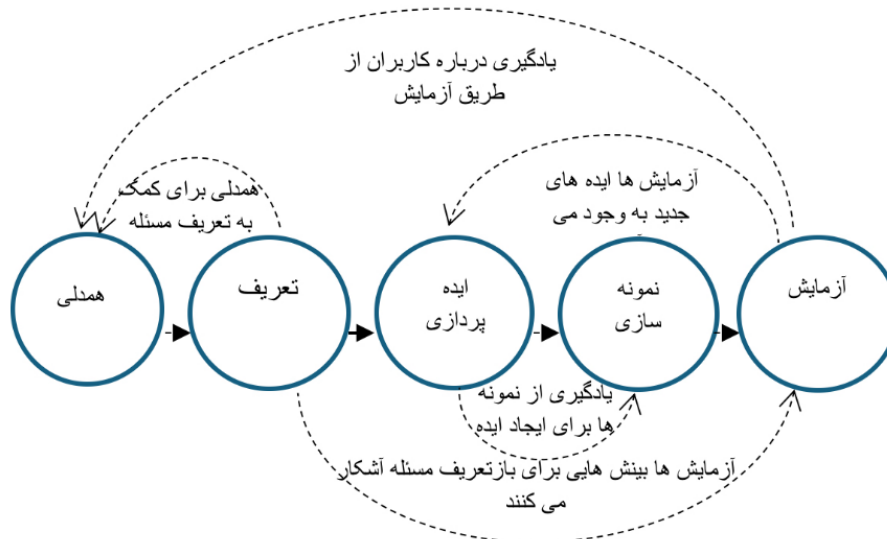 یادگیری درباره کاربران از
طریق آزمایش
همدلی برای کمک
به تعریف مسئله
آزمایش ها ایده های
جدید به وجود می
همدلی
تعریف
ایده
پردازی
نمونه
سازی
آزمایش
یادگیری از نمونه
ها برای ایجاد ایده
آزمایش ها بینش هایی برای بازتعریف مسئله آشکار
می کنند